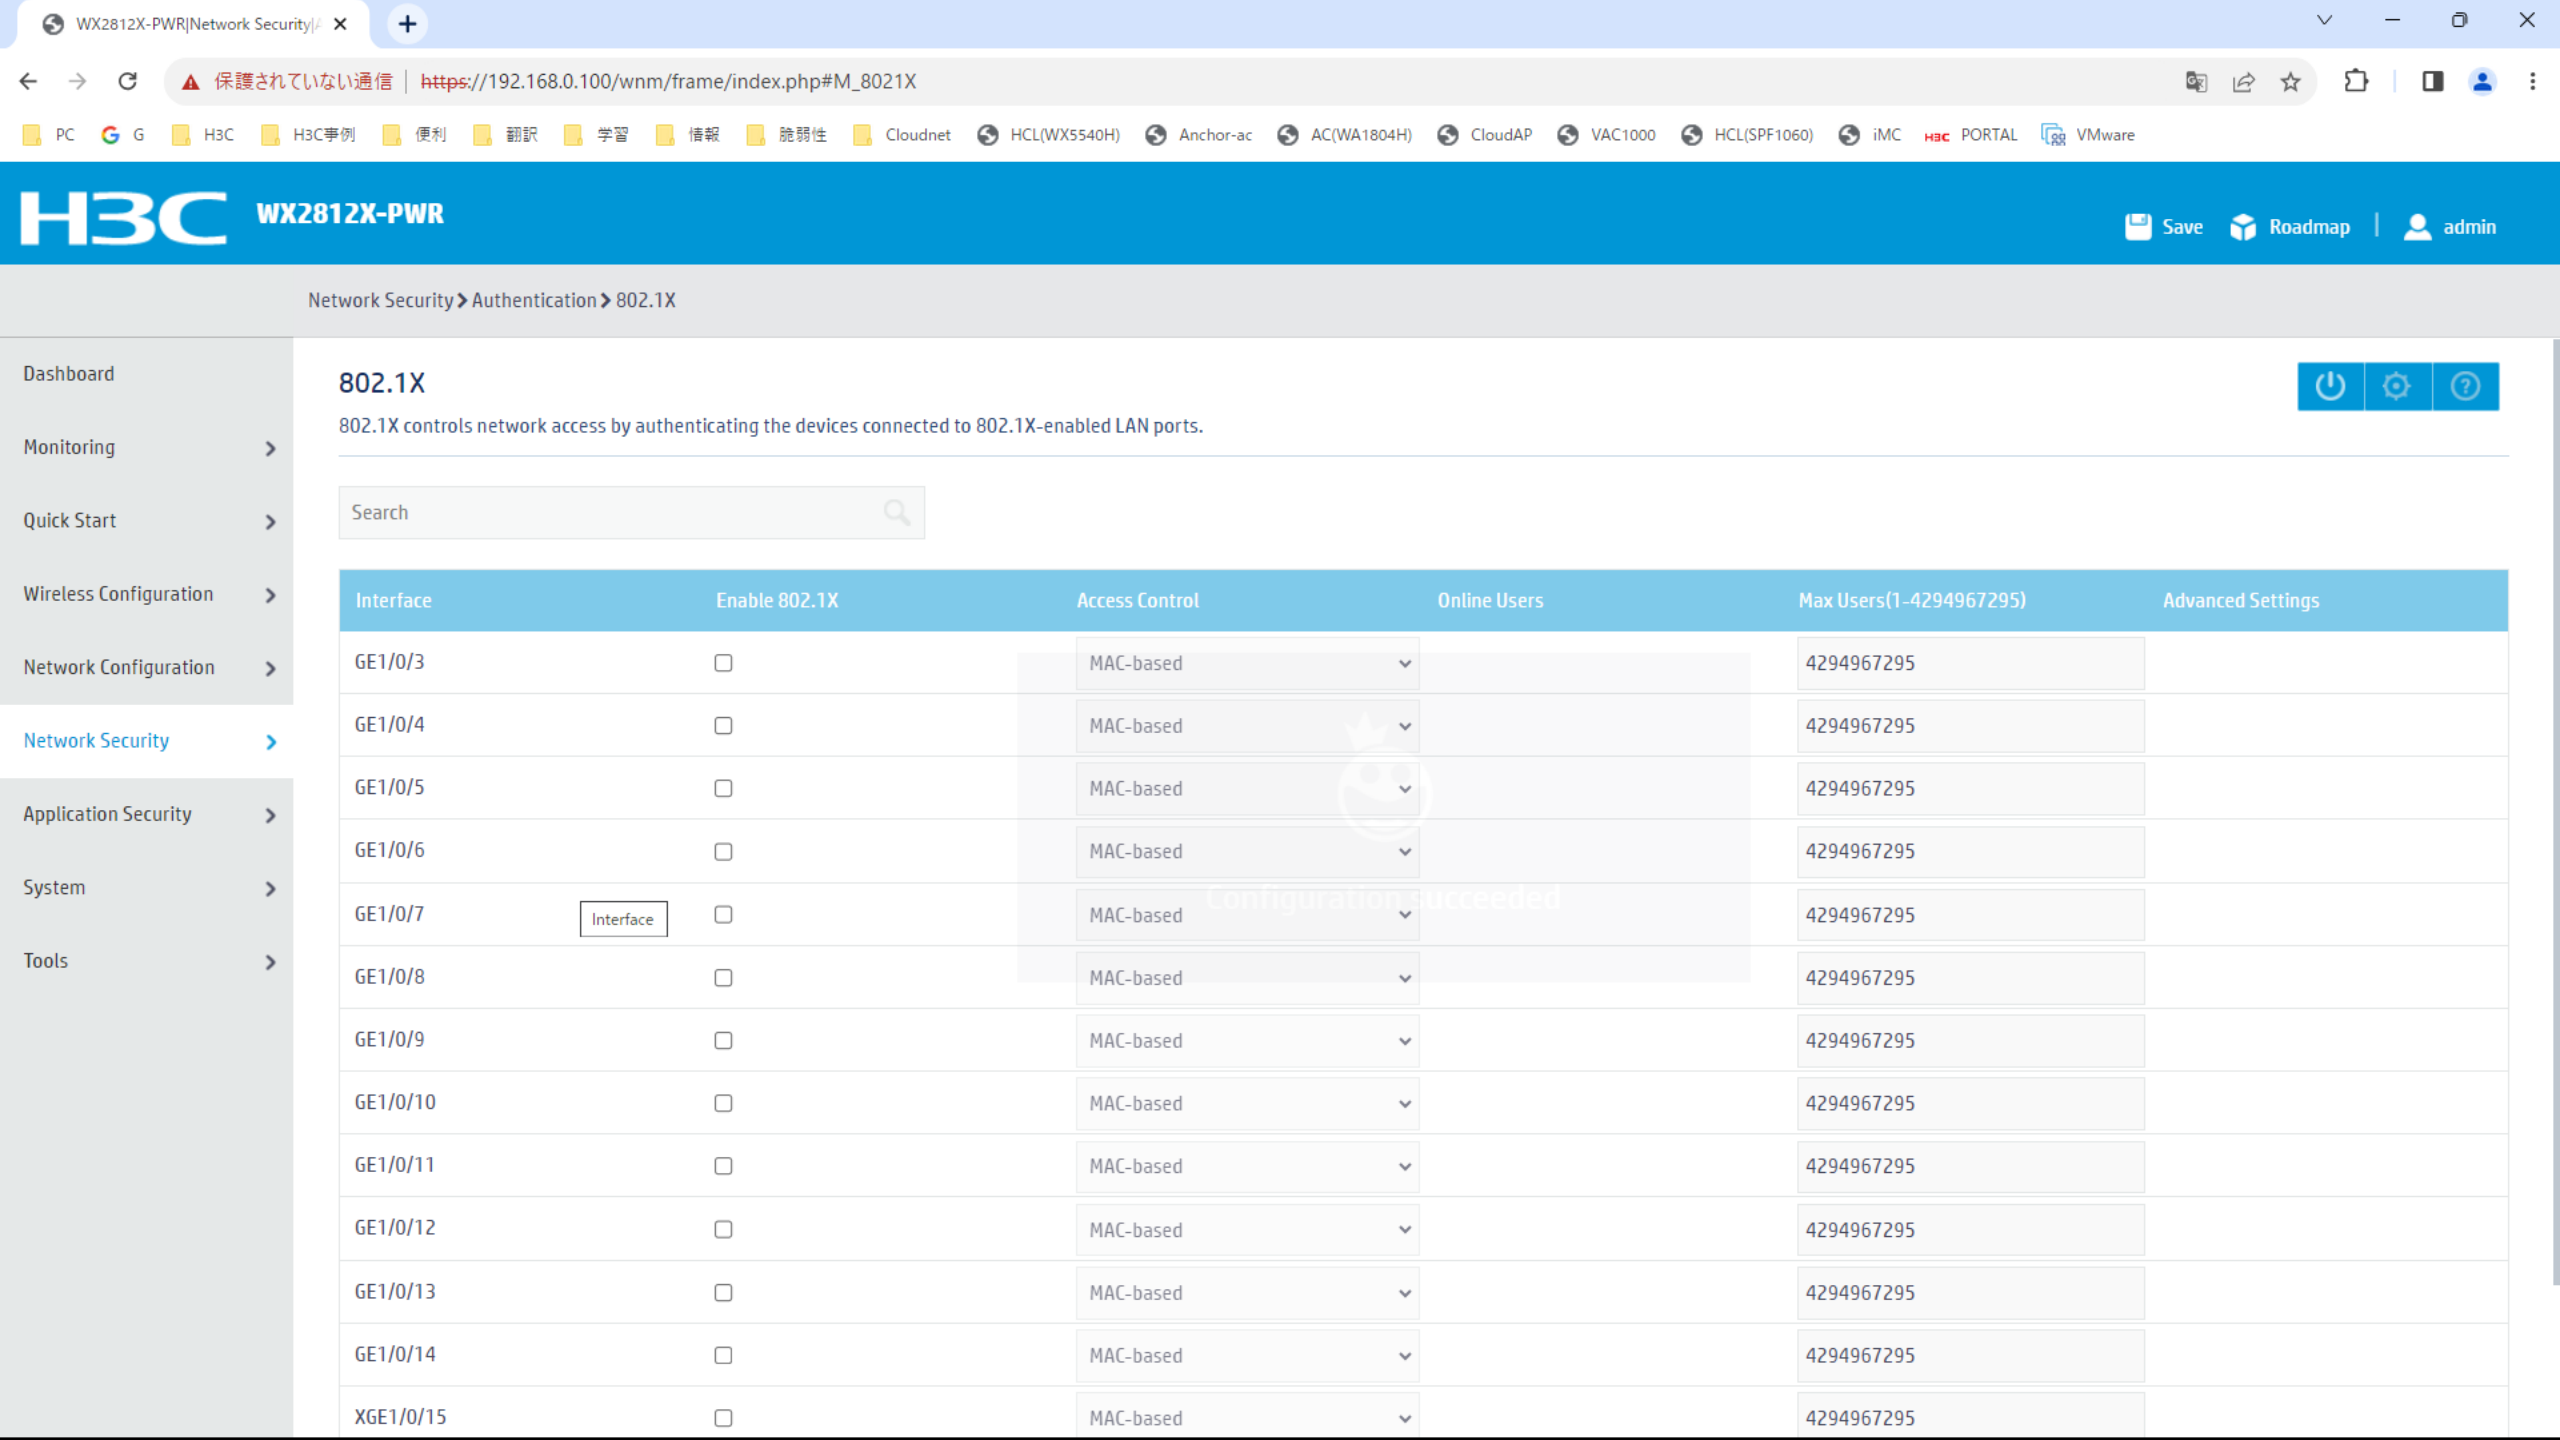 WX2812X-PWR|Network Security|A
保護されていない通信 https://192.168.0.100/wnm/frame/index.php#M_8021X
PC G H3C H3C事例 便利 翻訳 学習 情報 脆弱性 Cloudnet HCL(WX5540H) Anchor-ac AC(WA1804H) CloudAP VAC1000 HCL(SPF1060) iMC H3C PORTAL VMware
H3C WX2812X-PWR Save Roadmap | admin
Network Security > Authentication > 802.1X
Dashboard
Monitoring
Quick Start
Wireless Configuration
Network Configuration
Network Security
Application Security
System
Tools
802.1X
802.1X controls network access by authenticating the devices connected to 802.1X-enabled LAN ports.
Search
Interface Enable 802.1X Access Control Online Users Max Users(1-4294967295) Advanced Settings
GE1/0/3 MAC-based 4294967295
GE1/0/4 MAC-based 4294967295
GE1/0/5 MAC-based 4294967295
GE1/0/6 MAC-based 4294967295
Configuration succeeded
GE1/0/7 Interface MAC-based 4294967295
GE1/0/8 MAC-based 4294967295
GE1/0/9 MAC-based 4294967295
GE1/0/10 MAC-based 4294967295
GE1/0/11 MAC-based 4294967295
GE1/0/12 MAC-based 4294967295
GE1/0/13 MAC-based 4294967295
GE1/0/14 MAC-based 4294967295
XGE1/0/15 MAC-based 4294967295